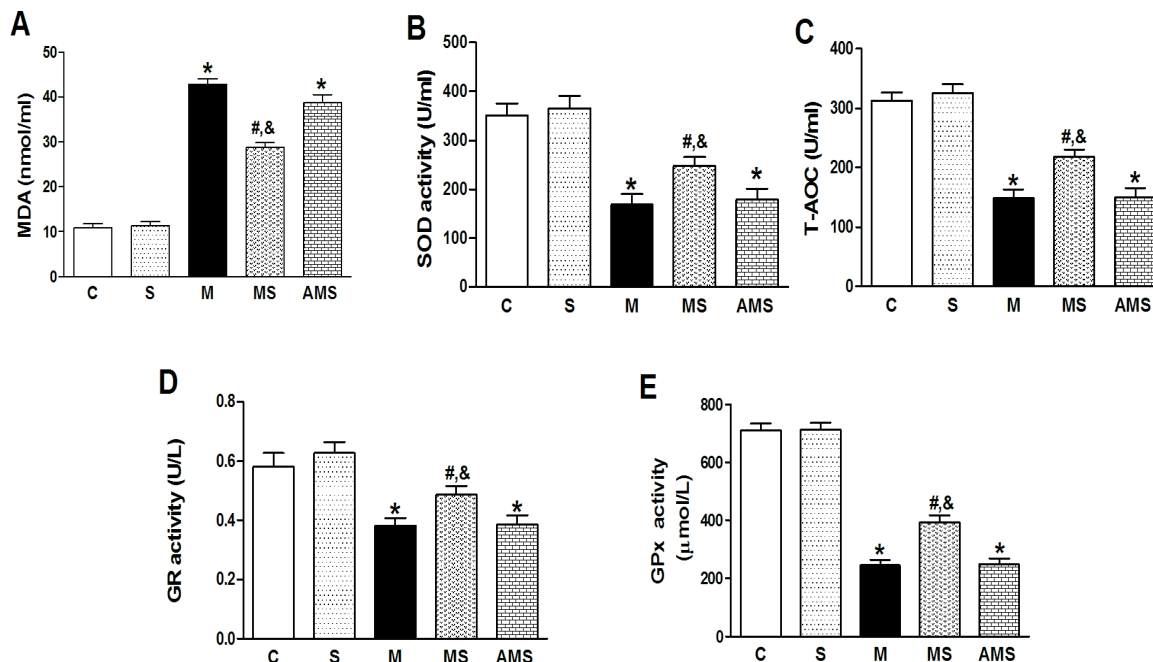 A
MDA (nmol/ml)
50
40
30
20
10
0
*
#,&
*
C S M MS AMS
B
SOD activity (U/ml)
500
400
300
200
100
0
*
#,&
*
C S M MS AMS
C
T-AOC (U/ml)
400
300
200
100
0
*
#,&
*
C S M MS AMS
D
GR activity (U/L)
0.8
0.6
0.4
0.2
0.0
*
#,&
*
C S M MS AMS
E
GPx activity
(μmol/L)
800
600
400
200
0
*
#,&
*
C S M MS AMS